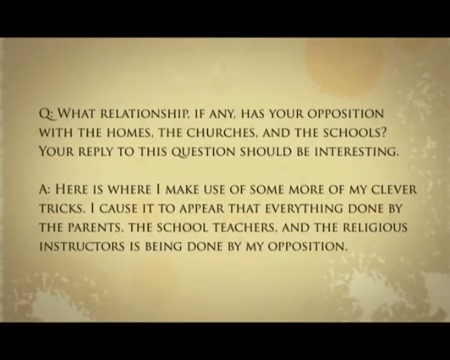 Q: What relationship, if any, has your opposition
with the homes, the churches, and the schools?
Your reply to this question should be interesting.
A: Here is where I make use of some more of my clever
tricks. I cause it to appear that everything done by
the parents, the school teachers, and the religious
instructors is being done by my opposition.